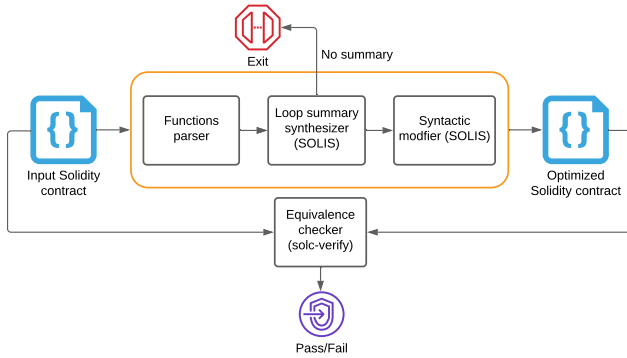 Exit
No summary
Functions
parser
Loop summary
synthesizer
(SOLIS)
Syntactic
modfier (SOLIS)
{ }
Input Solidity
contract
{ }
Optimized
Solidity contract
Equivalence
checker
(solc-verify)
Pass/Fail